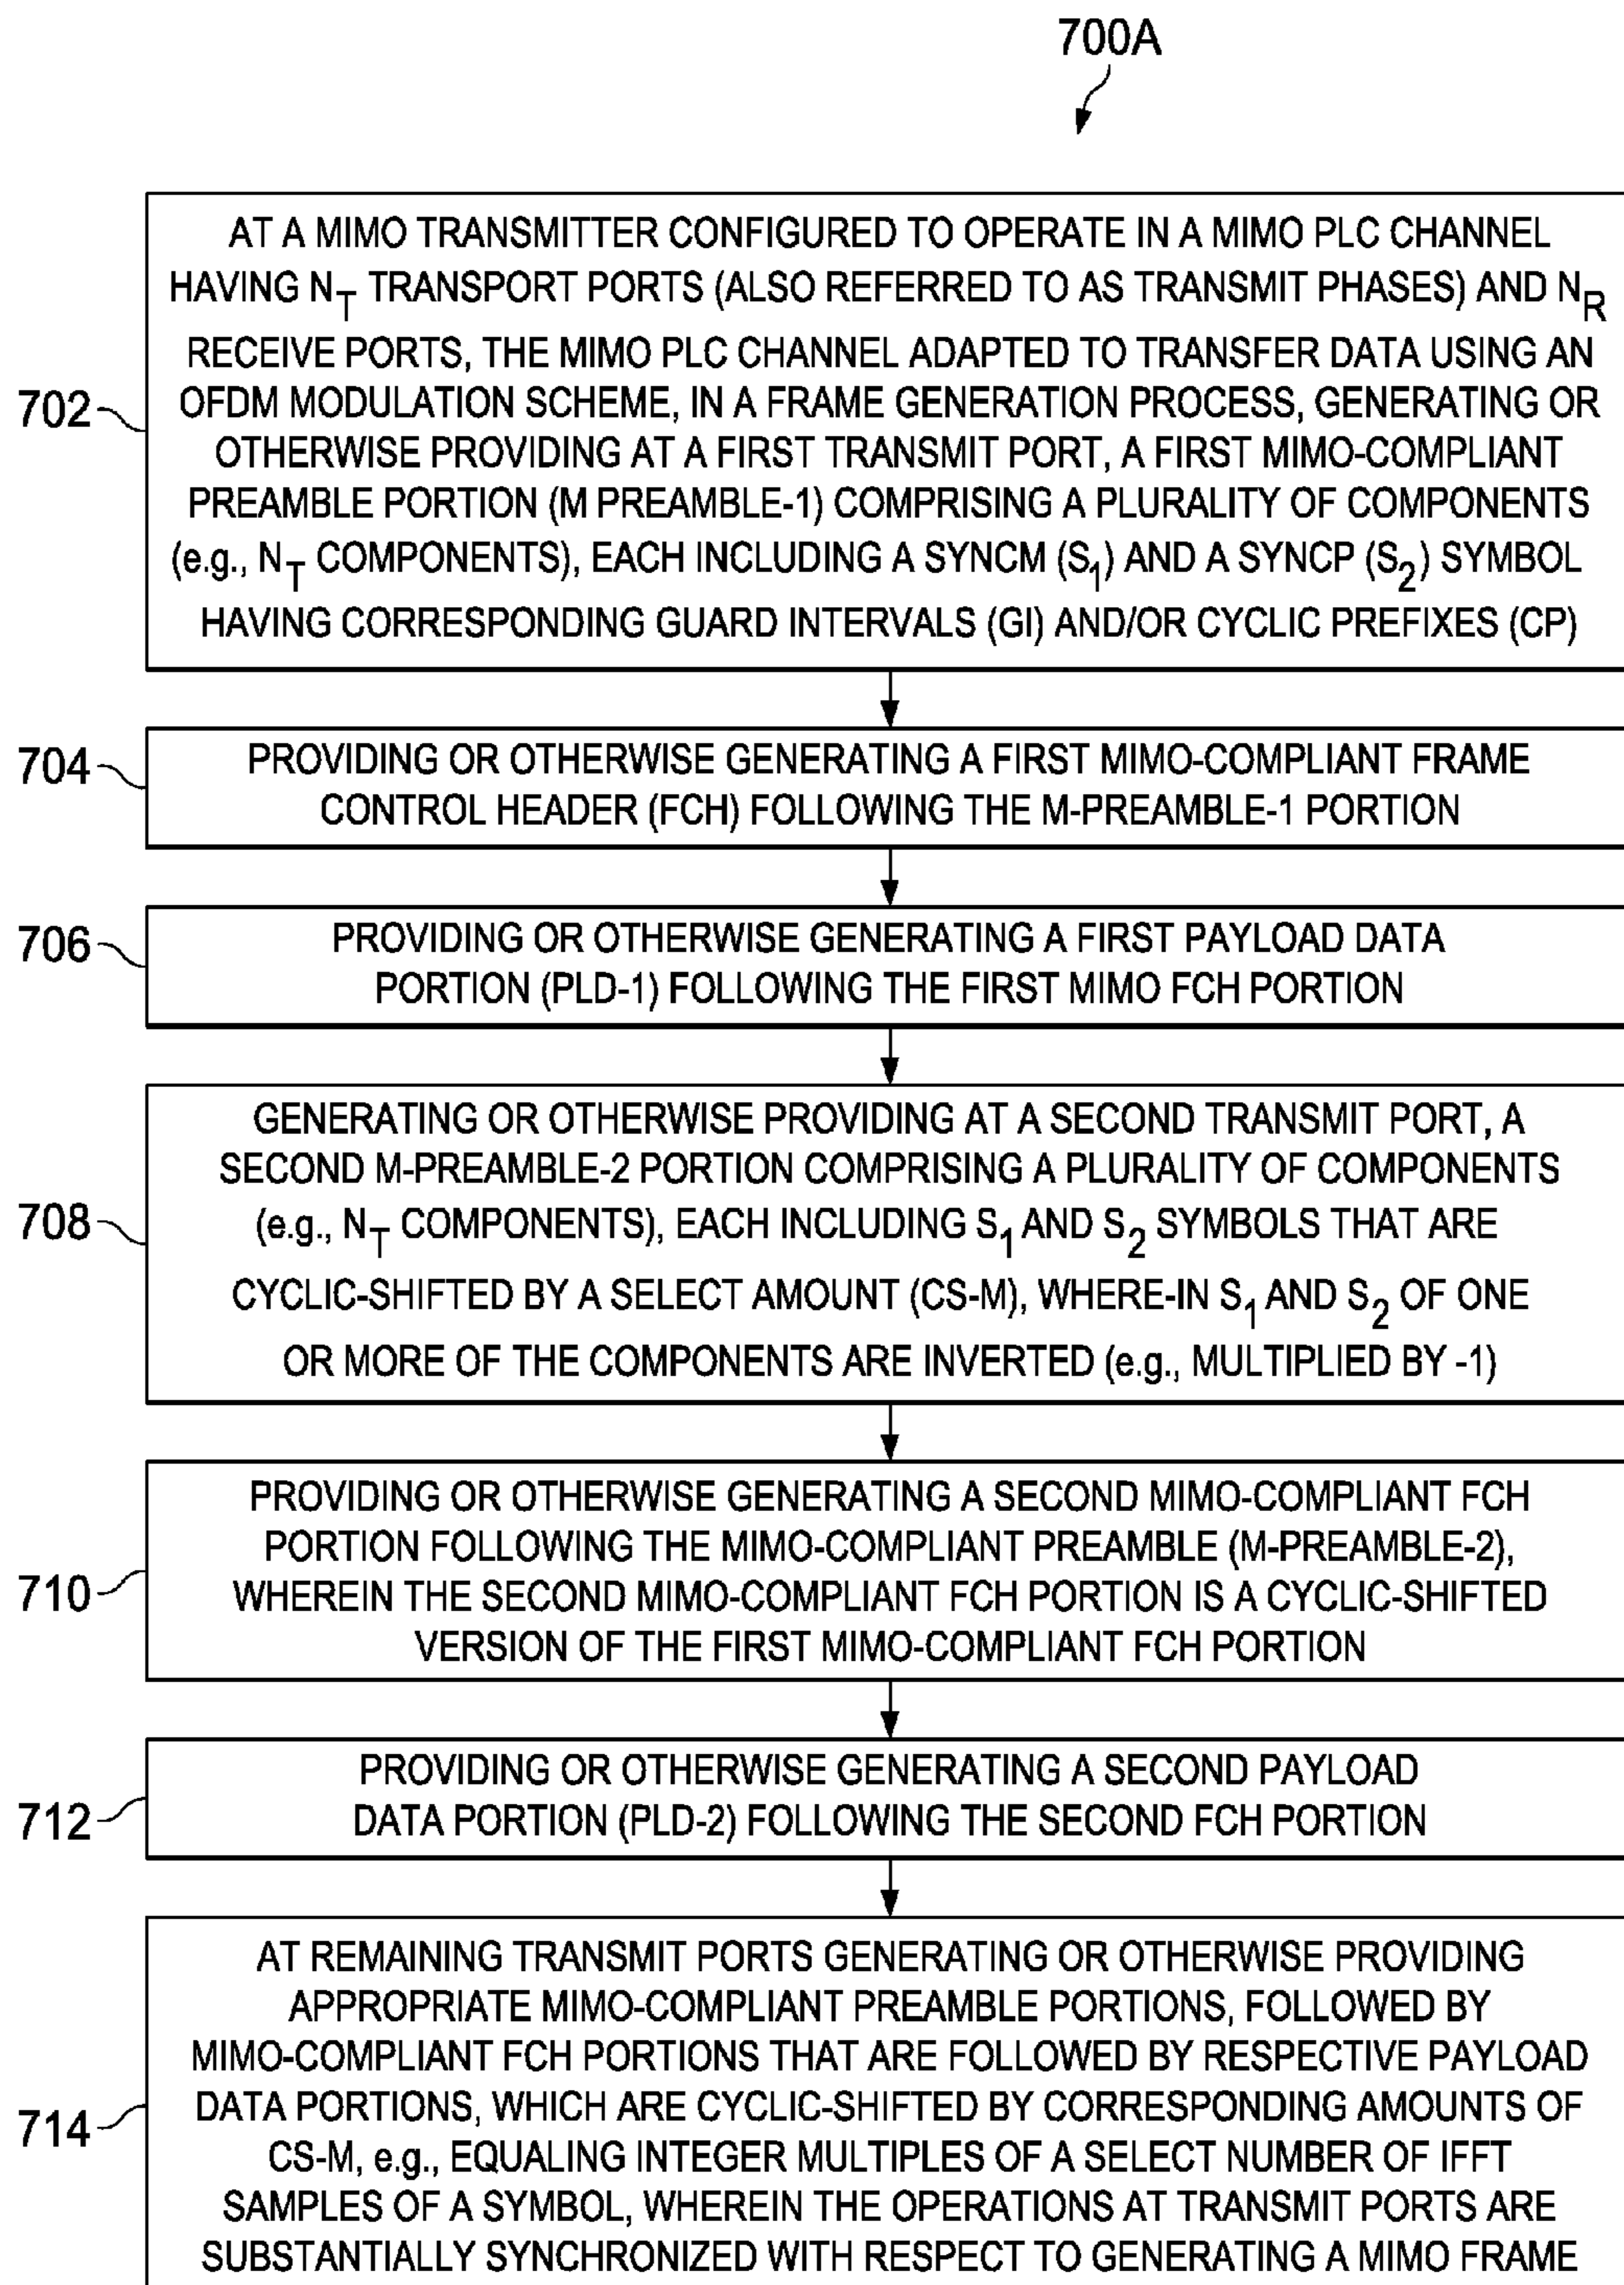 700A
702
AT A MIMO TRANSMITTER CONFIGURED TO OPERATE IN A MIMO PLC CHANNEL
HAVING N_T TRANSPORT PORTS (ALSO REFERRED TO AS TRANSMIT PHASES) AND N_R
RECEIVE PORTS, THE MIMO PLC CHANNEL ADAPTED TO TRANSFER DATA USING AN
OFDM MODULATION SCHEME, IN A FRAME GENERATION PROCESS, GENERATING OR
OTHERWISE PROVIDING AT A FIRST TRANSMIT PORT, A FIRST MIMO-COMPLIANT
PREAMBLE PORTION (M PREAMBLE-1) COMPRISING A PLURALITY OF COMPONENTS
(e.g., N_T COMPONENTS), EACH INCLUDING A SYNCM (S_1) AND A SYNCP (S_2) SYMBOL
HAVING CORRESPONDING GUARD INTERVALS (GI) AND/OR CYCLIC PREFIXES (CP)
704
PROVIDING OR OTHERWISE GENERATING A FIRST MIMO-COMPLIANT FRAME
CONTROL HEADER (FCH) FOLLOWING THE M-PREAMBLE-1 PORTION
706
PROVIDING OR OTHERWISE GENERATING A FIRST PAYLOAD DATA
PORTION (PLD-1) FOLLOWING THE FIRST MIMO FCH PORTION
708
GENERATING OR OTHERWISE PROVIDING AT A SECOND TRANSMIT PORT, A
SECOND M-PREAMBLE-2 PORTION COMPRISING A PLURALITY OF COMPONENTS
(e.g., N_T COMPONENTS), EACH INCLUDING S_1 AND S_2 SYMBOLS THAT ARE
CYCLIC-SHIFTED BY A SELECT AMOUNT (CS-M), WHERE-IN S_1 AND S_2 OF ONE
OR MORE OF THE COMPONENTS ARE INVERTED (e.g., MULTIPLIED BY -1)
710
PROVIDING OR OTHERWISE GENERATING A SECOND MIMO-COMPLIANT FCH
PORTION FOLLOWING THE MIMO-COMPLIANT PREAMBLE (M-PREAMBLE-2),
WHEREIN THE SECOND MIMO-COMPLIANT FCH PORTION IS A CYCLIC-SHIFTED
VERSION OF THE FIRST MIMO-COMPLIANT FCH PORTION
712
PROVIDING OR OTHERWISE GENERATING A SECOND PAYLOAD
DATA PORTION (PLD-2) FOLLOWING THE SECOND FCH PORTION
714
AT REMAINING TRANSMIT PORTS GENERATING OR OTHERWISE PROVIDING
APPROPRIATE MIMO-COMPLIANT PREAMBLE PORTIONS, FOLLOWED BY
MIMO-COMPLIANT FCH PORTIONS THAT ARE FOLLOWED BY RESPECTIVE PAYLOAD
DATA PORTIONS, WHICH ARE CYCLIC-SHIFTED BY CORRESPONDING AMOUNTS OF
CS-M, e.g., EQUALING INTEGER MULTIPLES OF A SELECT NUMBER OF IFFT
SAMPLES OF A SYMBOL, WHEREIN THE OPERATIONS AT TRANSMIT PORTS ARE
SUBSTANTIALLY SYNCHRONIZED WITH RESPECT TO GENERATING A MIMO FRAME